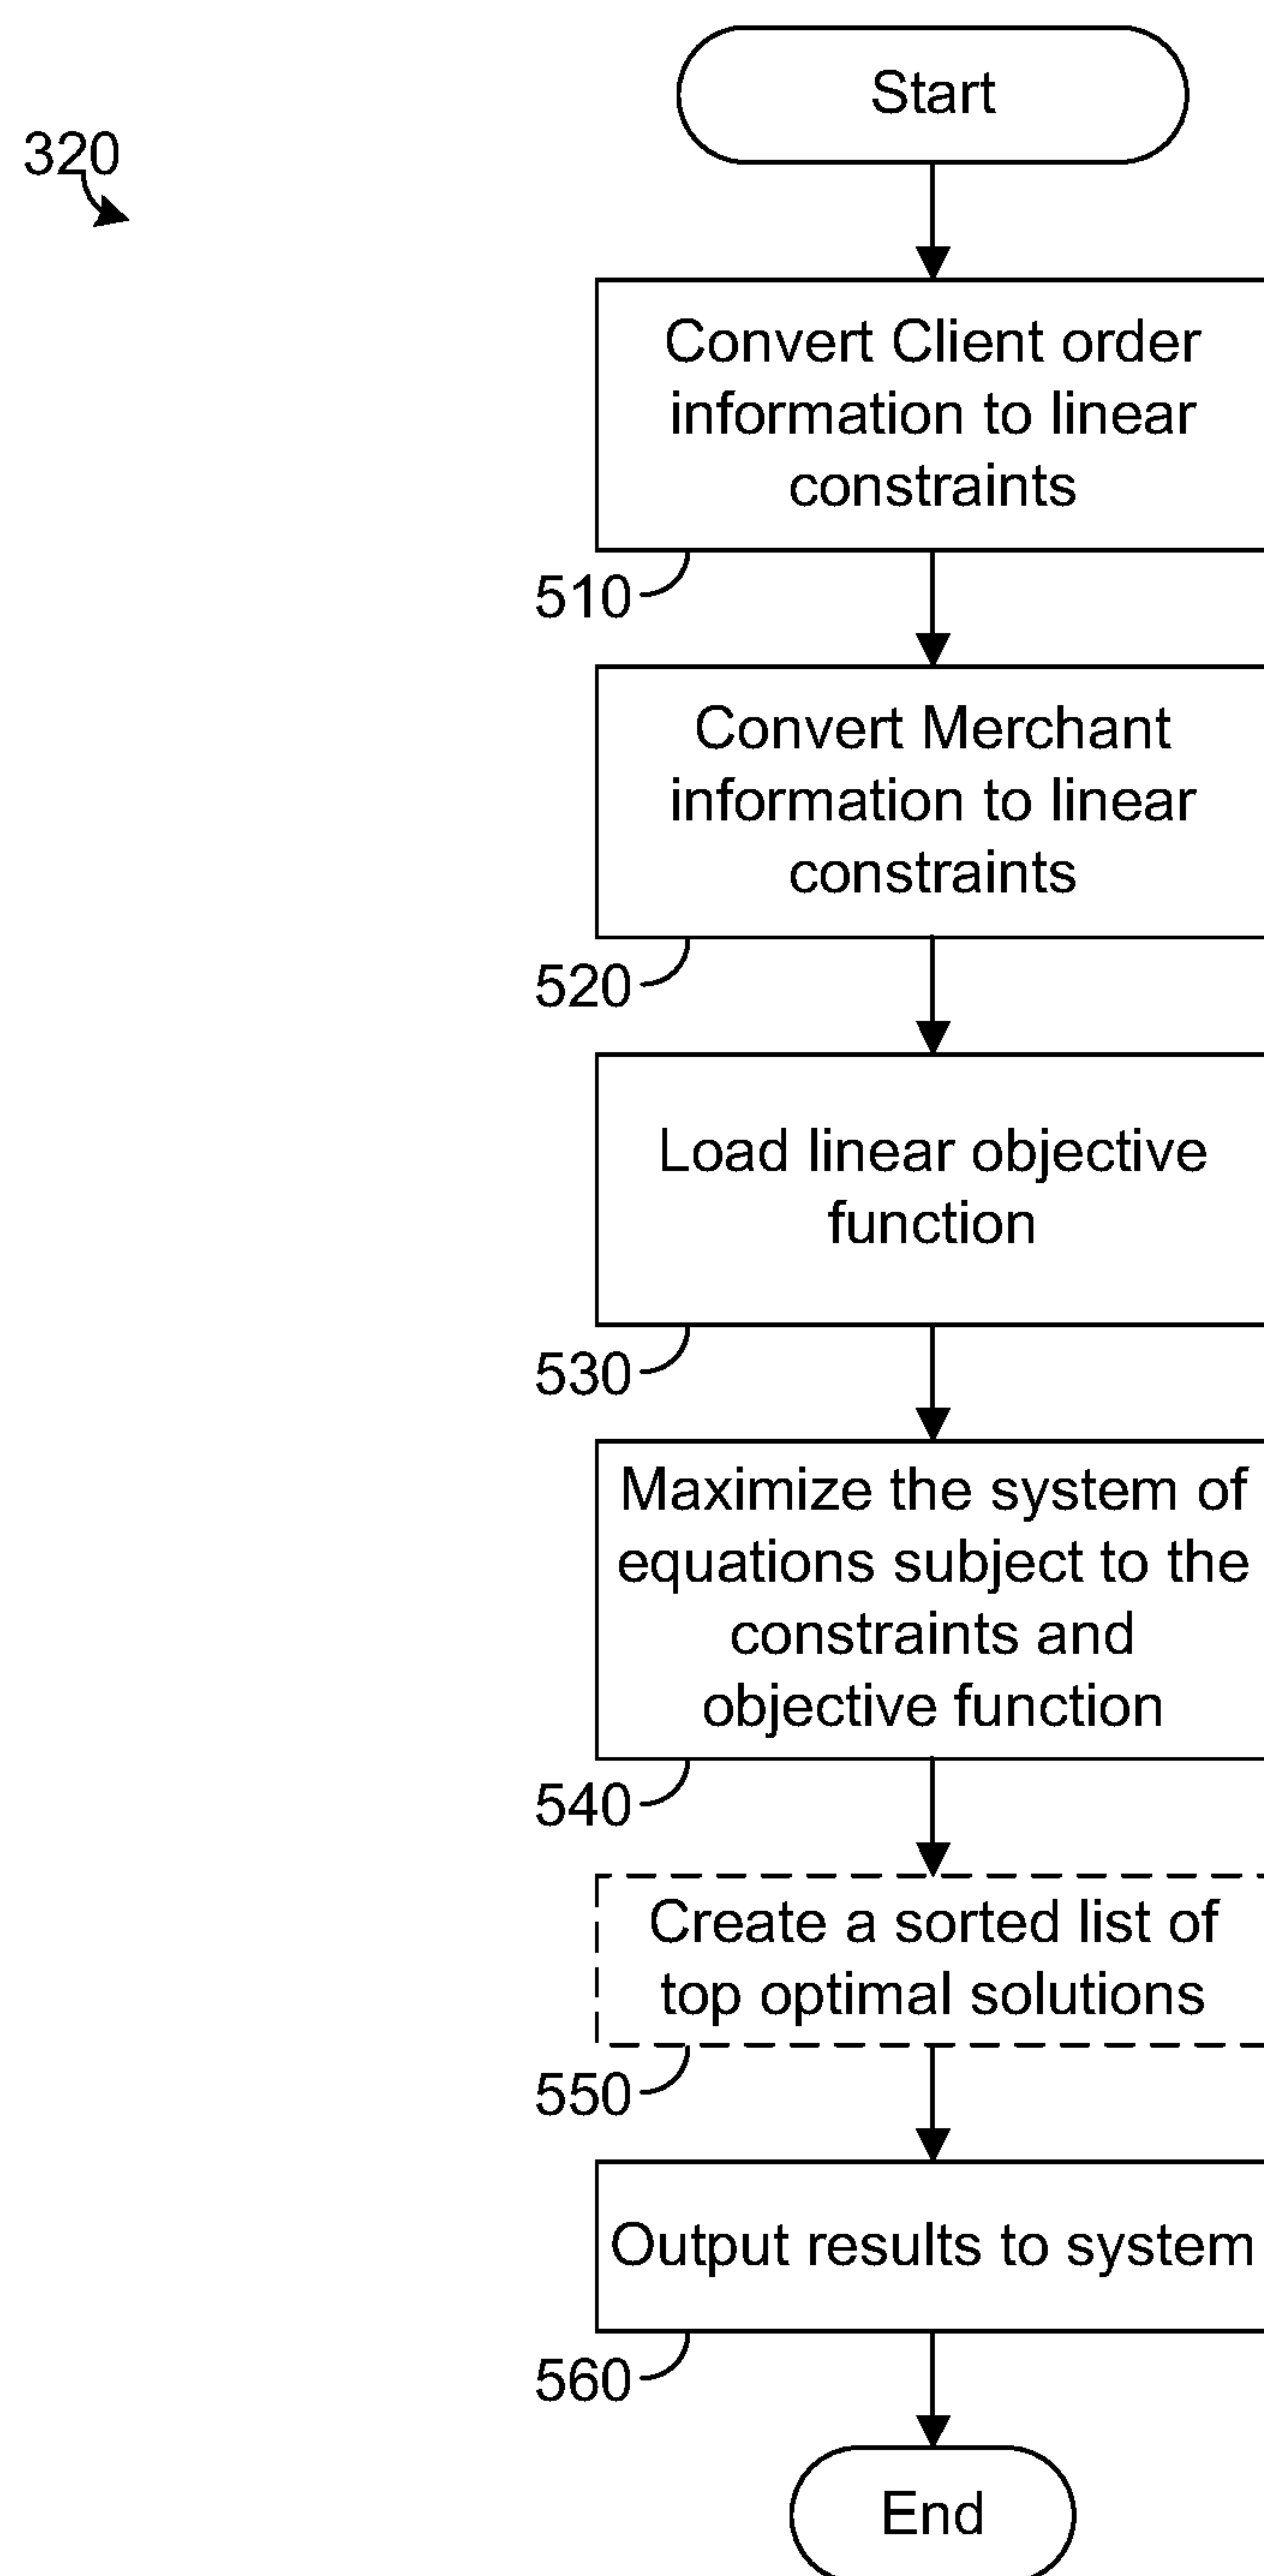 Start
320
Convert Client order
information to linear
constraints
510
Convert Merchant
information to linear
constraints
520
Load linear objective
function
530
Maximize the system of
equations subject to the
constraints and
objective function
540
Create a sorted list of
top optimal solutions
550
Output results to system
560
End